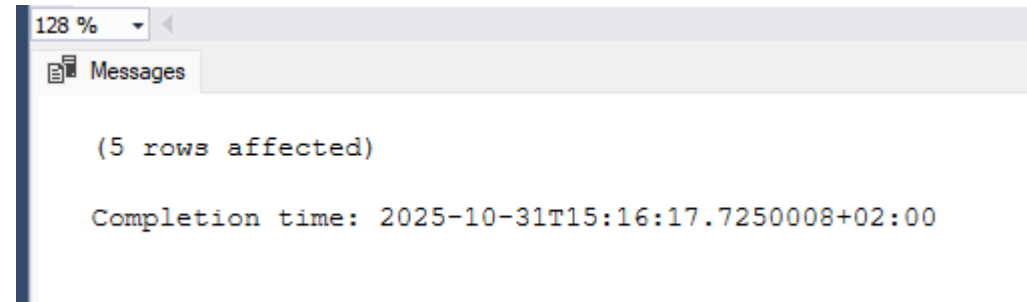 128 %
Messages
(5 rows affected)
Completion time: 2025-10-31T15:16:17.7250008+02:00